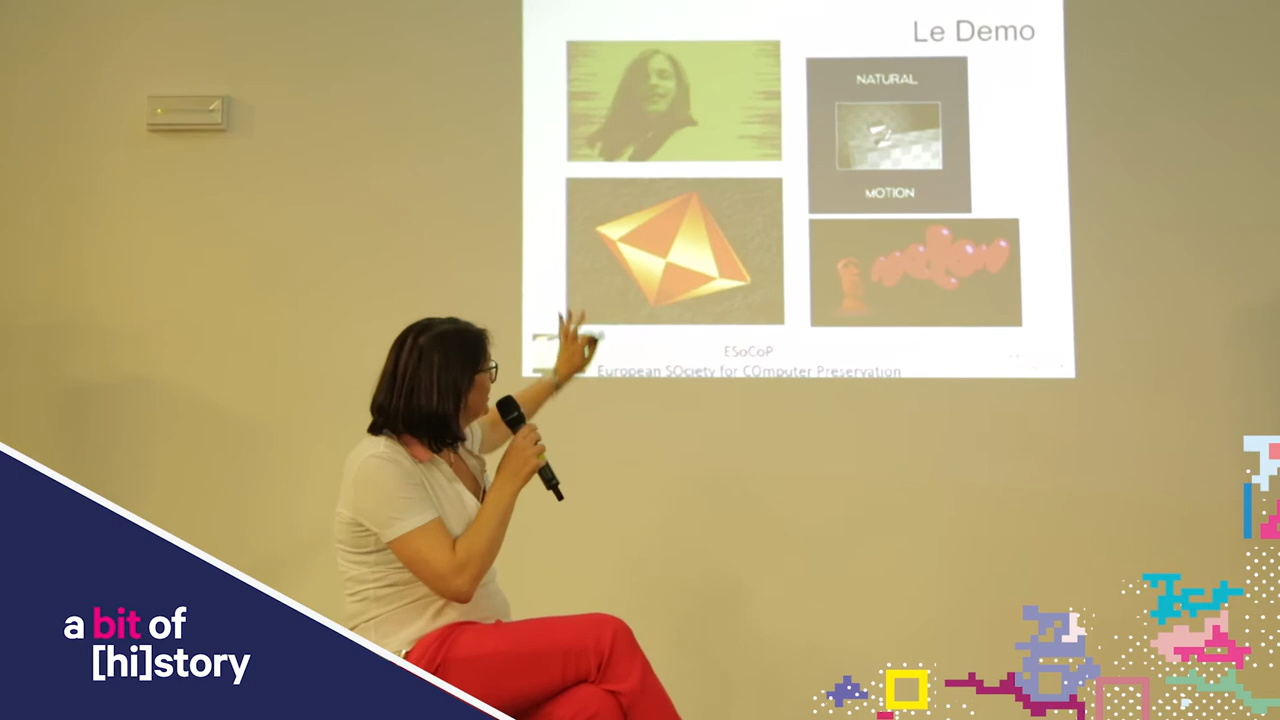 Le Demo
NATURAL
MOTION
ESoCoP
European SOciety for COmputer Preservation
a bit of
[hi]story